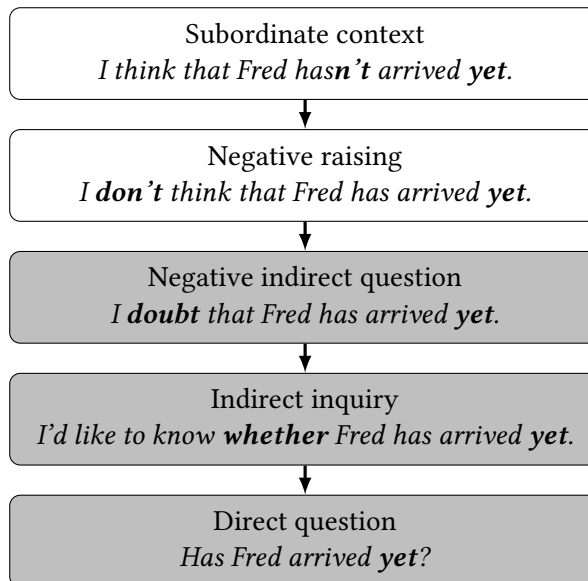 Subordinate context
I think that Fred hasn't arrived yet.
Negative raising
I don't think that Fred has arrived yet.
Negative indirect question
I doubt that Fred has arrived yet.
Indirect inquiry
I'd like to know whether Fred has arrived yet.
Direct question
Has Fred arrived yet?